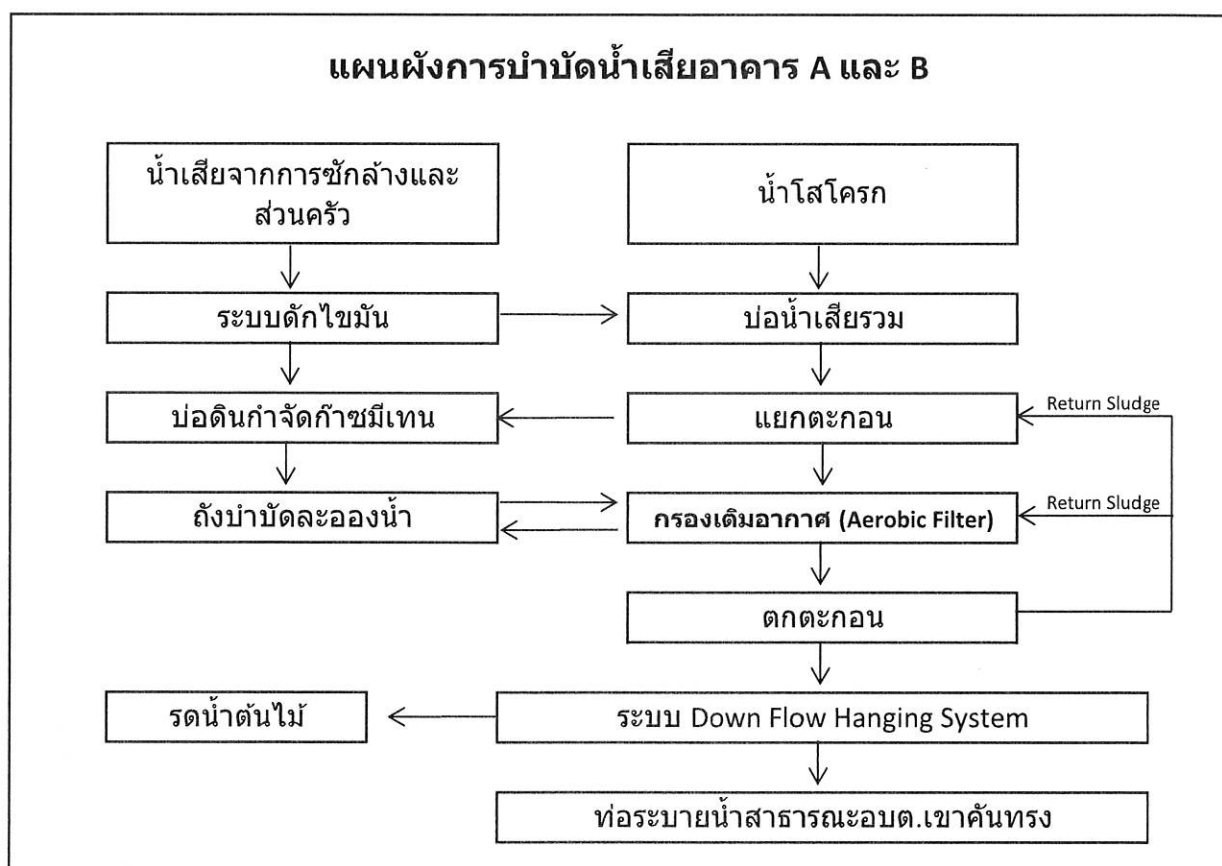 แผนผังการบำบัดน้ำเสียอาคาร A และ B
น้ำเสียจากการซักล้างและ
ส่วนครัว
น้ำโสโครก
ระบบดักไขมัน
บ่อน้ำเสียรวม
บ่อดินกำจัดก๊าซมีเทน
แยกตะกอน
Return Sludge
ถังบำบัดละอองน้ำ
กรองเติมอากาศ (Aerobic Filter)
Return Sludge
ตกตะกอน
รดน้ำต้นไม้
ระบบ Down Flow Hanging System
ท่อระบายน้ำสาธารณะอบต.เขาคันทรง